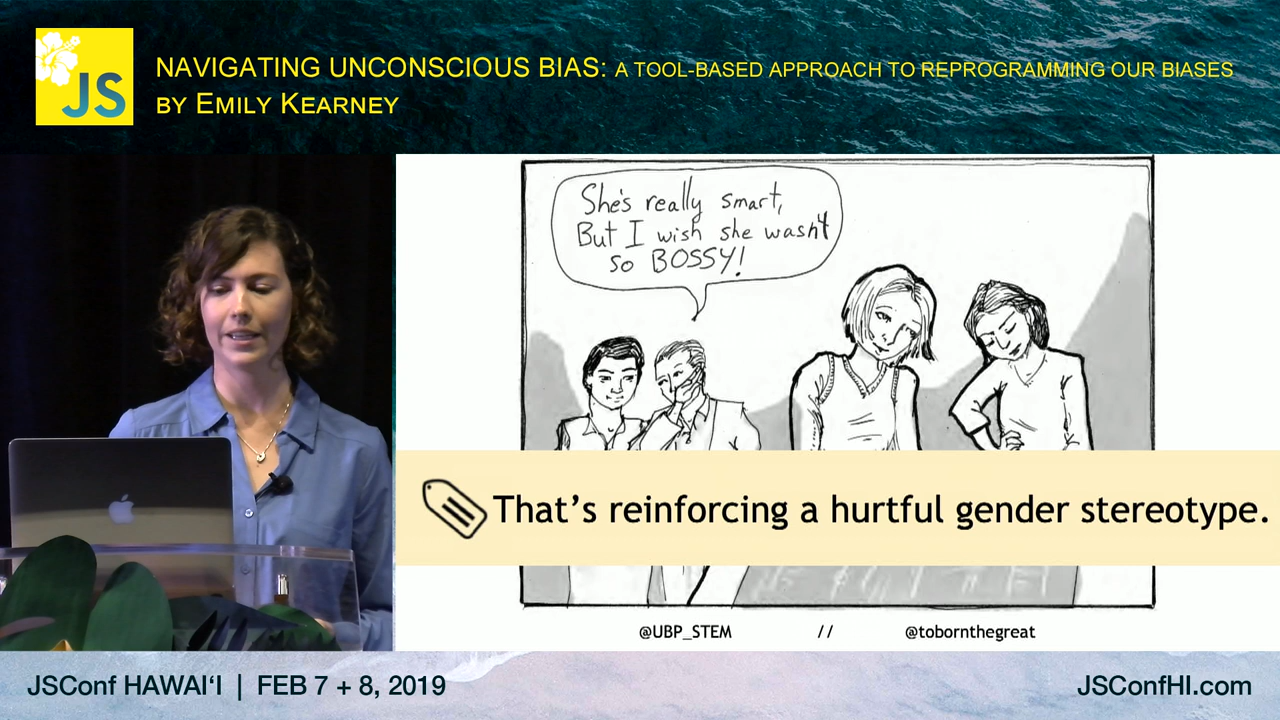 JS
NAVIGATING UNCONSCIOUS BIAS: A TOOL-BASED APPROACH TO REPROGRAMMING OUR BIASES
BY EMILY KEARNEY
She's really smart,
But I wish she wasn't
so BOSSY!
That's reinforcing a hurtful gender stereotype.
@UBP_STEM // @tobornthegreat
JSConf HAWAI‘I | FEB 7 + 8, 2019
JSConfHI.com